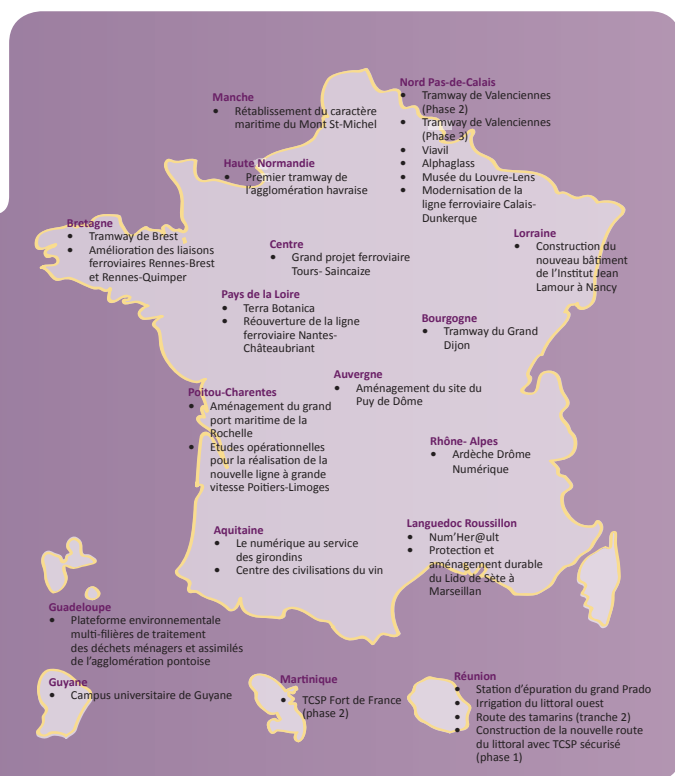 Manche
• Rétablissement du caractère
maritime du Mont St-Michel
Nord Pas-de-Calais
• Tramway de Valenciennes
(Phase 2)
• Tramway de Valenciennes
(Phase 3)
• Viavil
• Alphaglass
• Musée du Louvre-Lens
• Modernisation de la
ligne ferroviaire Calais-
Dunkerque
Haute Normandie
• Premier tramway de
l'agglomération havraise
Bretagne
• Tramway de Brest
• Amélioration des liaisons
ferroviaires Rennes-Brest
et Rennes-Quimper
Centre
• Grand projet ferroviaire
Tours- Saincaize
Lorraine
• Construction du
nouveau bâtiment
de l'Institut Jean
Lamour à Nancy
Pays de la Loire
• Terra Botanica
• Réouverture de la ligne
ferroviaire Nantes-
Châteaubriant
Bourgogne
• Tramway du Grand
Dijon
Auvergne
• Aménagement du site du
Puy de Dôme
Poitou-Charentes
• Aménagement du grand
port maritime de la
Rochelle
• Etudes opérationnelles
pour la réalisation de la
nouvelle ligne à grande
vitesse Poitiers-Limoges
Rhône- Alpes
• Ardèche Drôme
Numérique
Aquitaine
• Le numérique au service
des girondins
• Centre des civilisations du vin
Languedoc Roussillon
• Num'Her@ult
• Protection et
aménagement durable
du Lido de Sète à
Marseillan
Guadeloupe
• Plateforme environnementale
multi-filières de traitement
des déchets ménagers et assimilés
de l'agglomération pontoise
Guyane
• Campus universitaire de Guyane
Martinique
• TCSP Fort de France
(phase 2)
Réunion
• Station d'épuration du grand Prado
• Irrigation du littoral ouest
• Route des tamarins (tranche 2)
• Construction de la nouvelle route
du littoral avec TCSP sécurisé
(phase 1)